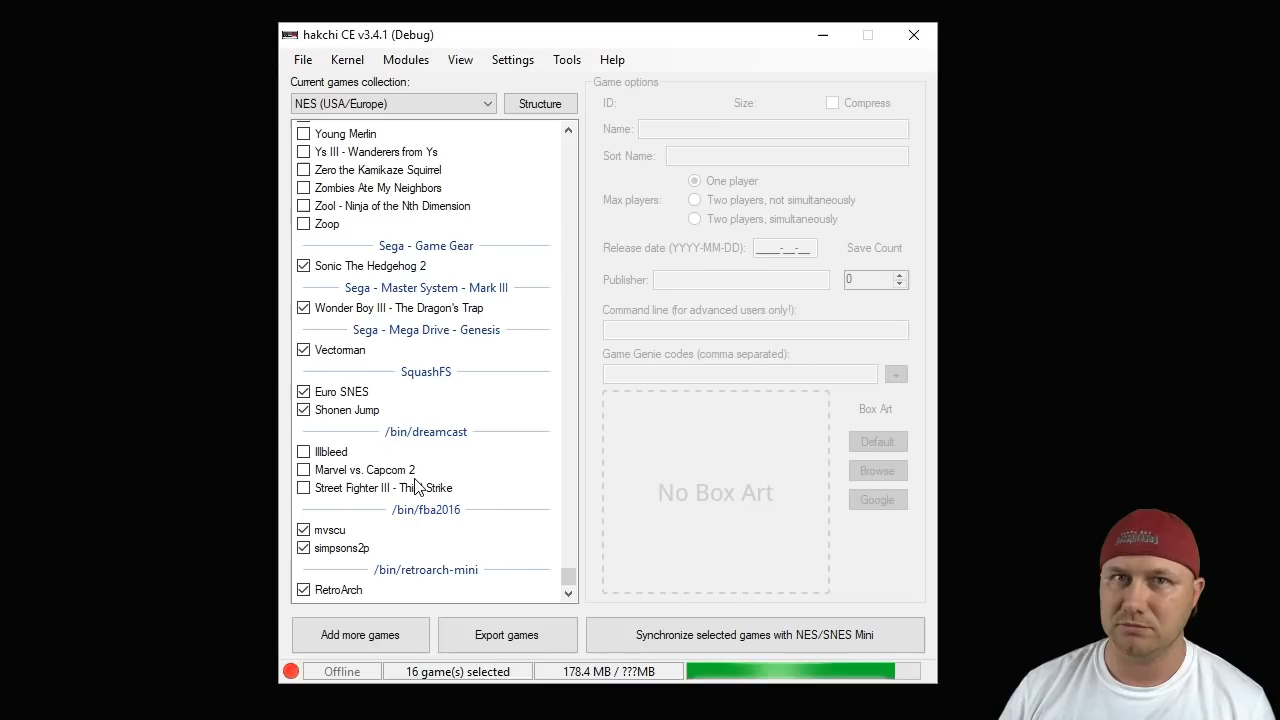 hakchi CE v3.4.1 (Debug)
File Kernel Modules View Settings Tools Help
Current games collection:
NES (USA/Europe)
Structure
Young Merlin
Ys III - Wanderers from Ys
Zero the Kamikaze Squirrel
Zombies Ate My Neighbors
Zool - Ninja of the Nth Dimension
Zoop
Sega - Game Gear
Sonic The Hedgehog 2
Sega - Master System - Mark III
Wonder Boy III - The Dragon's Trap
Sega - Mega Drive - Genesis
Vectorman
SquashFS
Euro SNES
Shonen Jump
/bin/dreamcast
Illbleed
Marvel vs. Capcom 2
Street Fighter III - Strike
/bin/fba2016
mvscu
simpsons2p
/bin/retroarch-mini
RetroArch
Add more games
Export games
Game options
ID: Size: Compress
Name:
Sort Name:
Max players:
One player
Two players, not simultaneously
Two players, simultaneously
Release date (YYYY-MM-DD): ____-__-__ Save Count
Publisher: 0
Command line (for advanced users only!):
Game Genie codes (comma separated):
+
No Box Art
Box Art
Default
Browse
Google
Synchronize selected games with NES/SNES Mini
Offline 16 game(s) selected 178.4 MB / ???MB